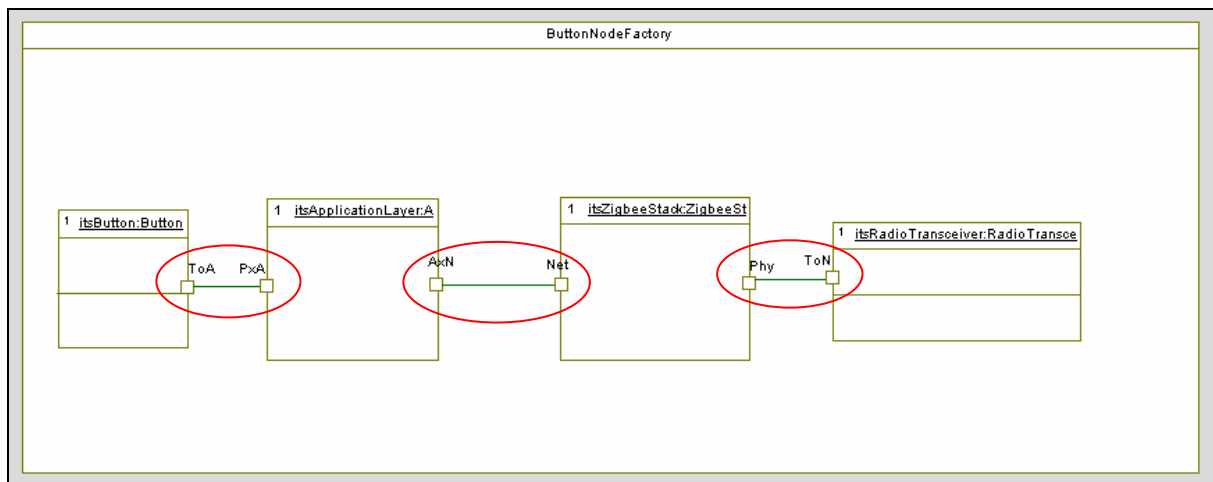 ButtonNodeFactory
1 itsButton:Button
1 itsApplicationLayer:A
1 itsZigbeeStack:ZigbeeSt
1 itsRadioTransceiver:RadioTransce
ToA PxA
AxN Net
Phy ToN